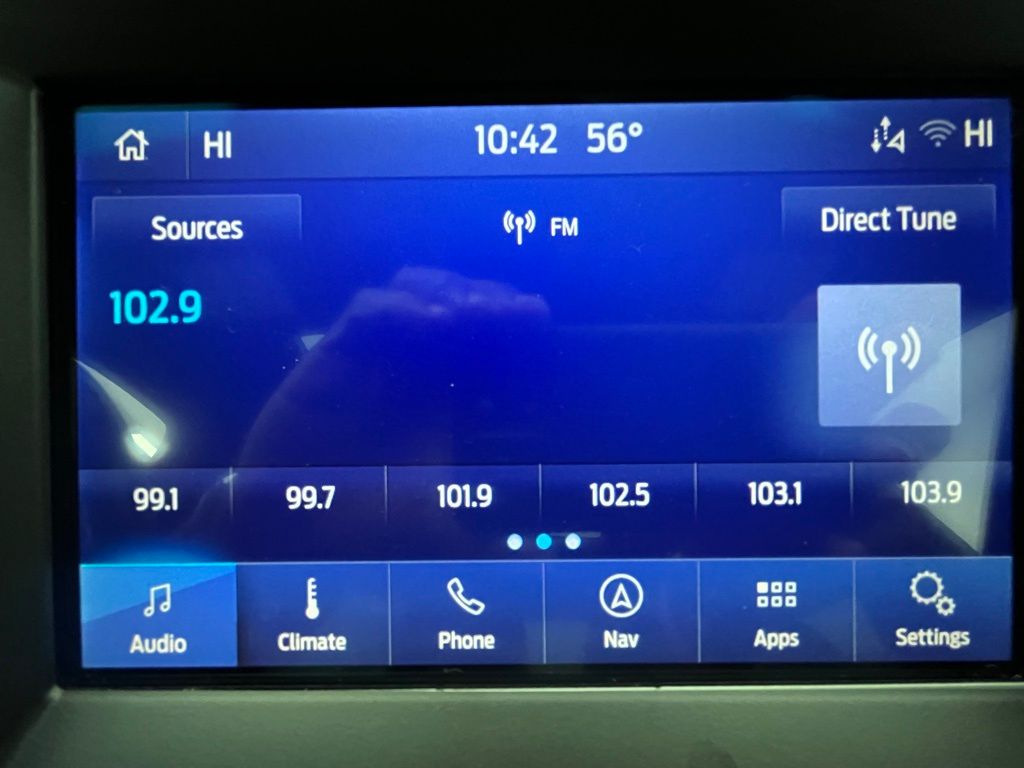 HI 10:42 56° HI
Sources FM Direct Tune
102.9
99.1 99.7 101.9 102.5 103.1 103.9
Audio Climate Phone Nav Apps Settings